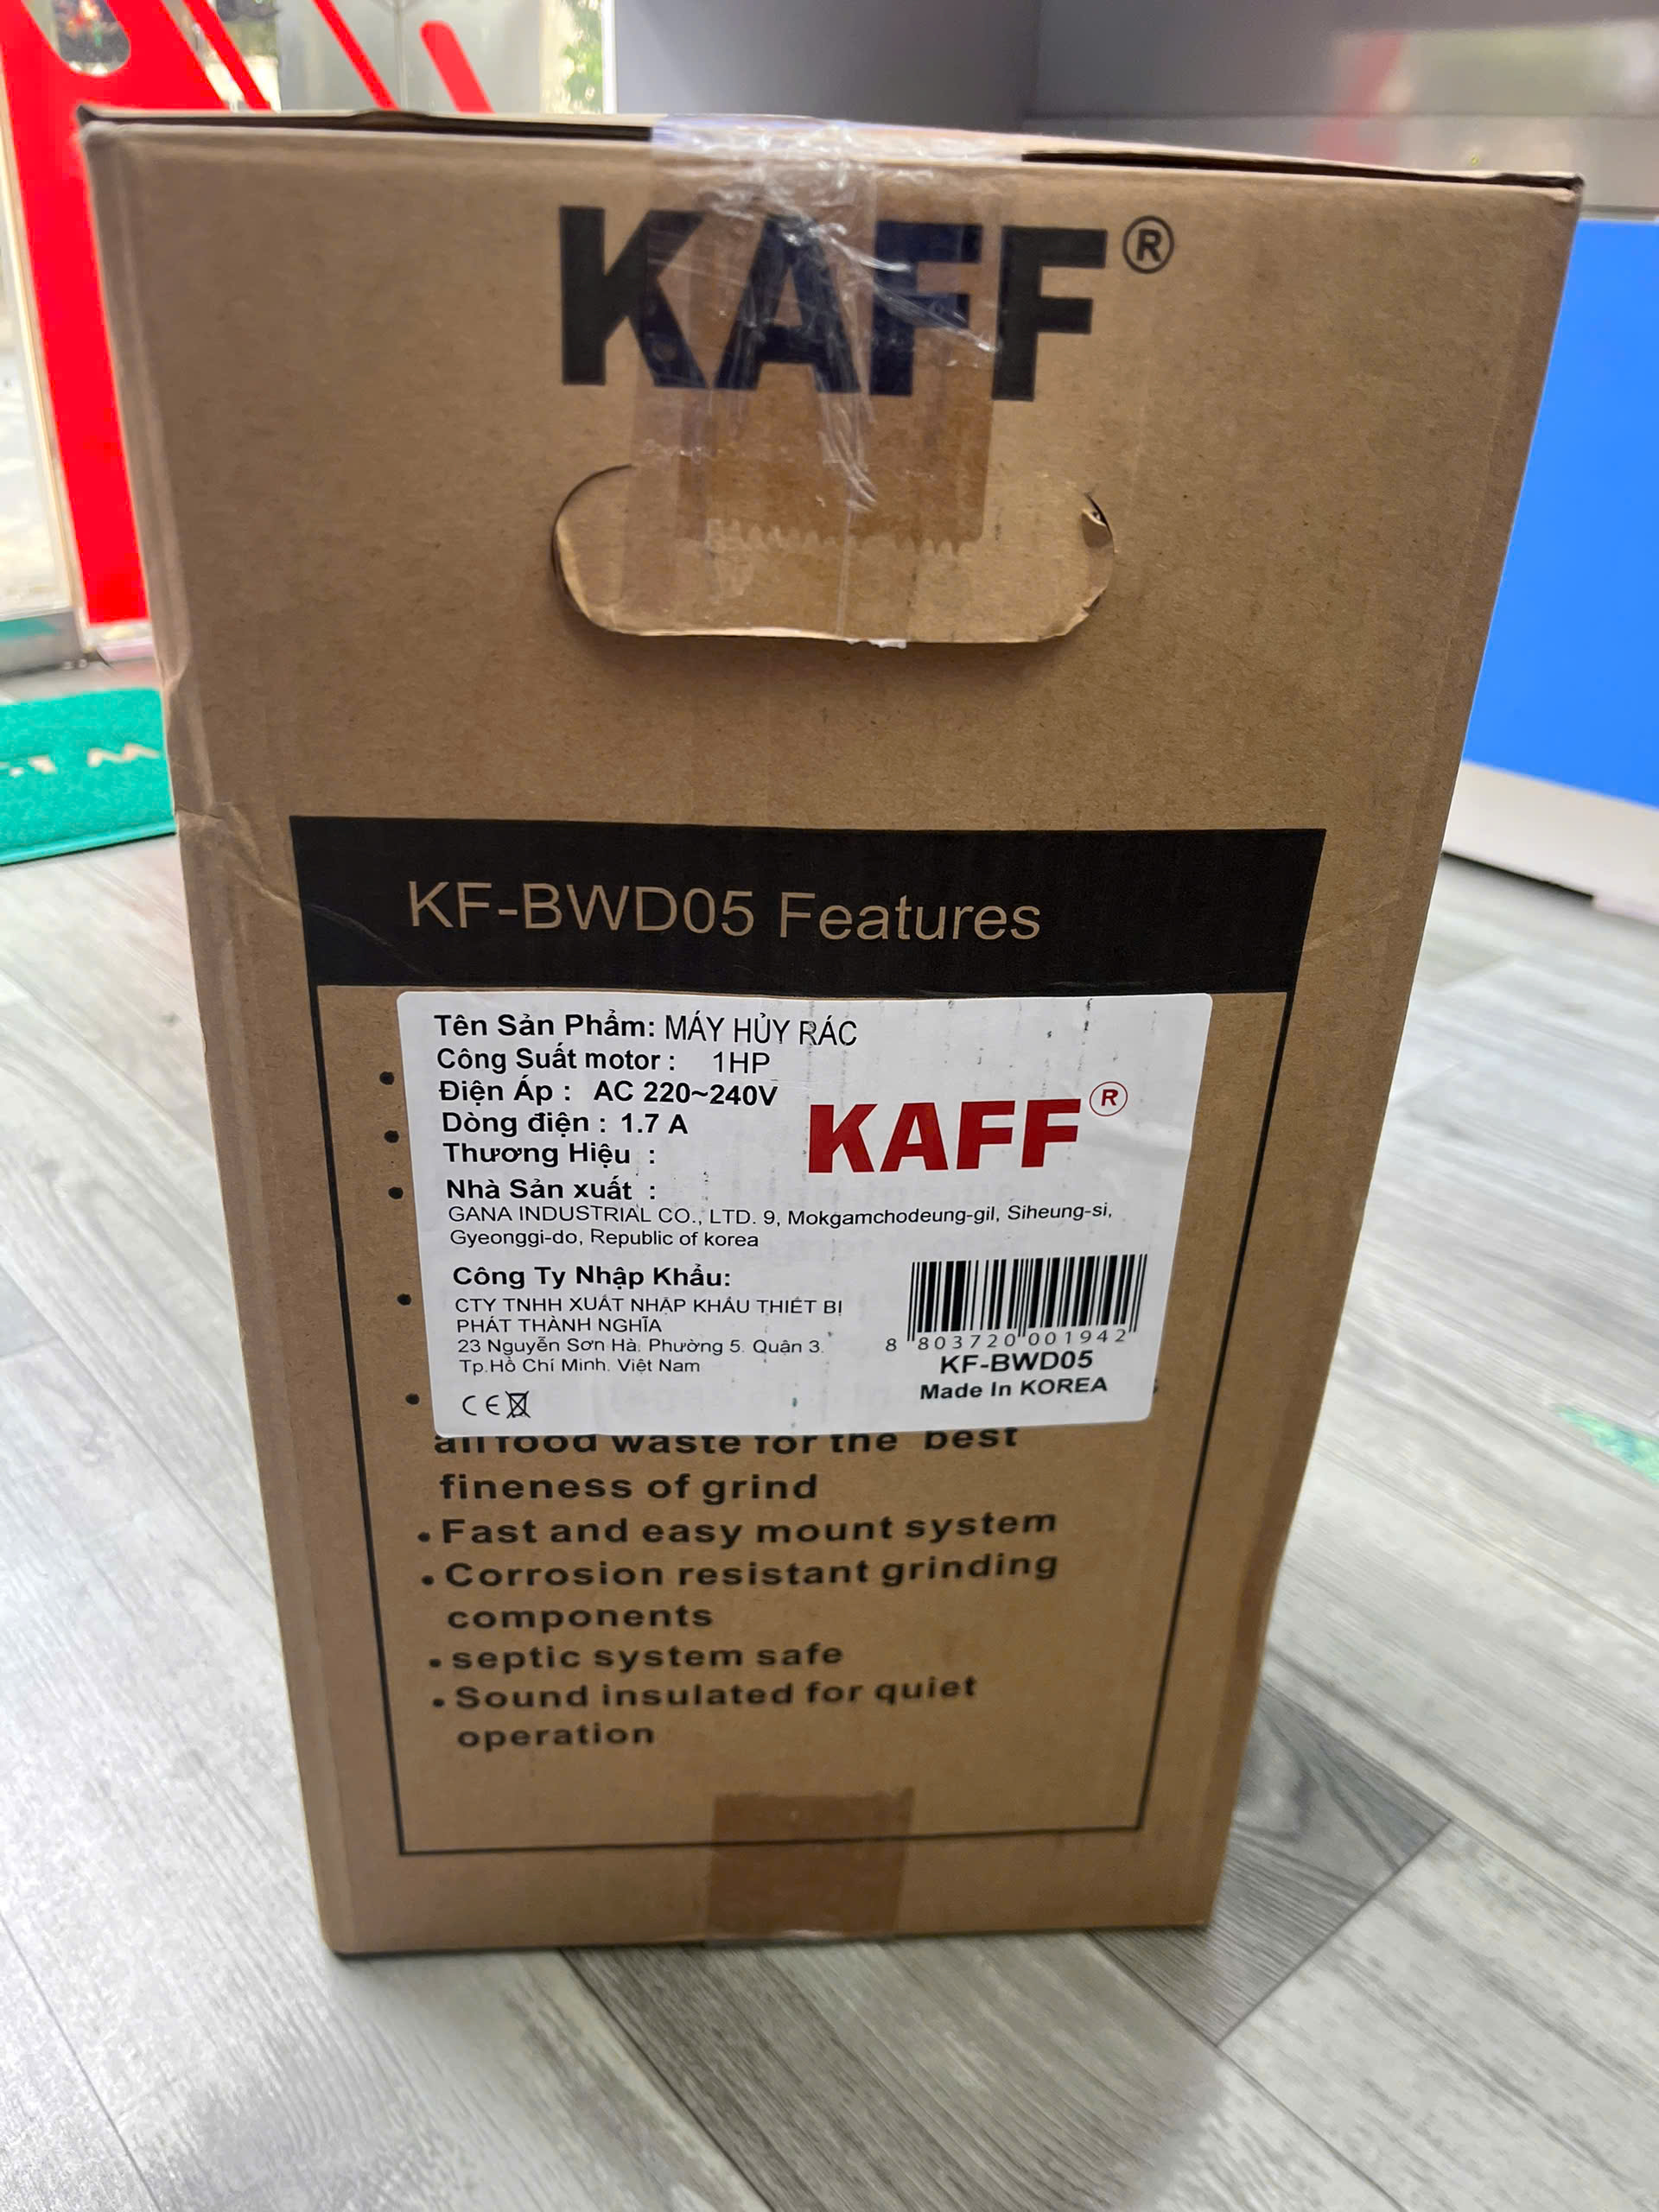 KAFF®
KF-BWD05 Features
Tên Sản Phẩm: MÁY HỦY RÁC
Công Suất motor : 1HP
Điện Áp : AC 220~240V
Dòng điện : 1.7 A
Thương Hiệu :
KAFF®
Nhà Sản xuất :
GANA INDUSTRIAL CO., LTD. 9, Mokgamchodeung-gil, Siheung-si,
Gyeonggi-do, Republic of korea
Công Ty Nhập Khẩu:
CTY TNHH XUẤT NHẬP KHẨU THIẾT BỊ
PHÁT THÀNH NGHĨA
23 Nguyễn Sơn Hà. Phường 5. Quận 3.
Tp.Hồ Chí Minh. Việt Nam
CE
8 803720 001942
KF-BWD05
Made In KOREA
all food waste for the best
fineness of grind
• Fast and easy mount system
• Corrosion resistant grinding
components
• septic system safe
• Sound insulated for quiet
operation